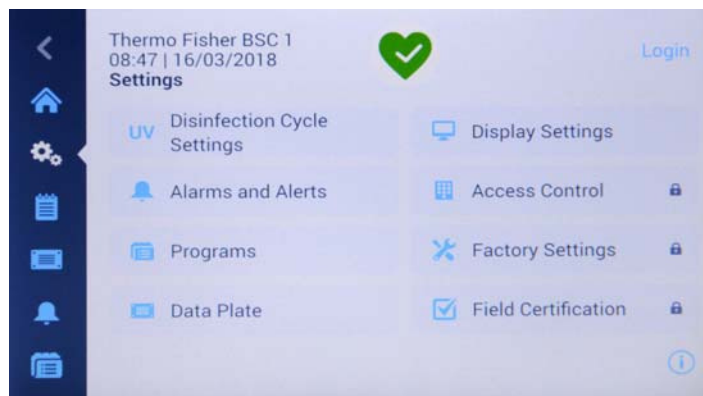 Thermo Fisher BSC 1
08:47 | 16/03/2018
Settings
Login
UV
Disinfection Cycle
Settings
Display Settings
Alarms and Alerts
Access Control
Programs
Factory Settings
Data Plate
Field Certification
i